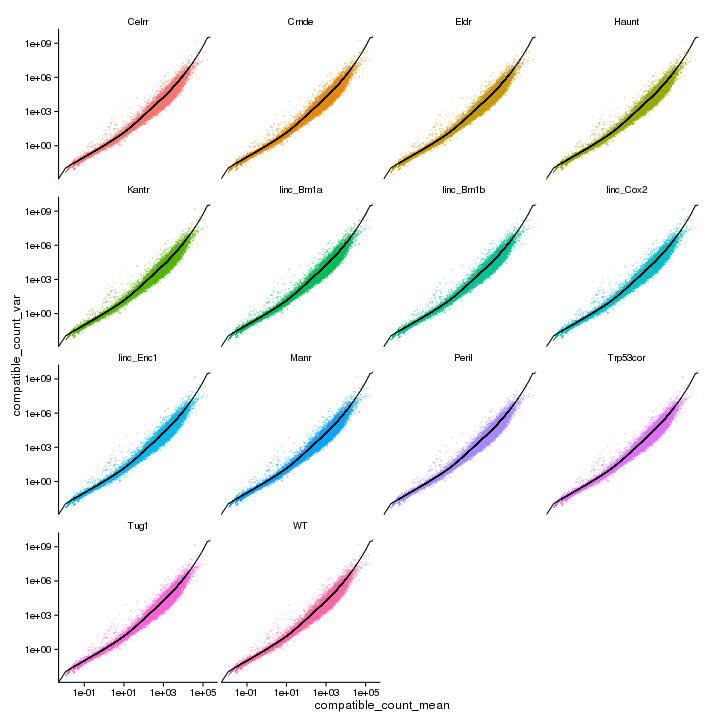 Celrr Crnde Eldr Haunt
1e+09
1e+06
1e+03
1e+00
Kantr linc_Brn1a linc_Brn1b linc_Cox2
1e+09
1e+06
1e+03
1e+00
compatible_count_var
linc_Enc1 Manr Peril Trp53cor
1e+09
1e+06
1e+03
1e+00
Tug1 WT
1e+09
1e+06
1e+03
1e+00
1e-01 1e+01 1e+03 1e+05 1e-01 1e+01 1e+03 1e+05
compatible_count_mean